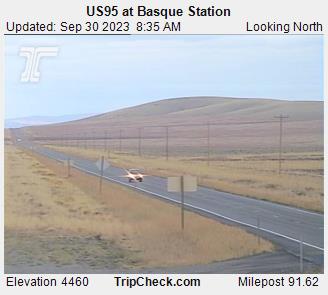 US95 at Basque Station
Updated: Sep 30 2023 8:35 AM Looking North
Elevation 4460 TripCheck.com Milepost 91.62